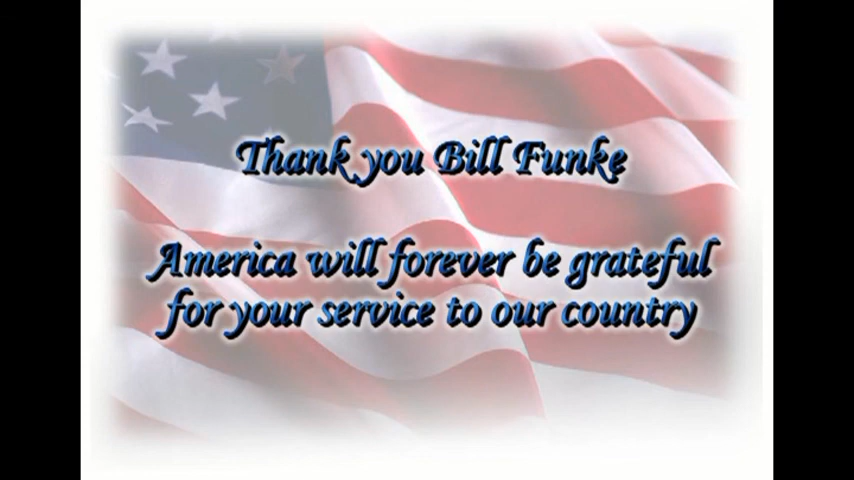 Thank you Bill Funke
America will forever be grateful
for your service to our country